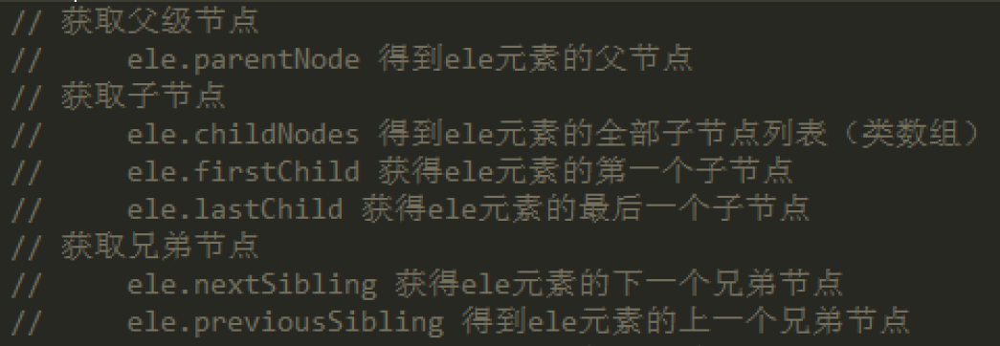 // 获取父级节点
// ele.parentNode 得到ele元素的父节点
// 获取子节点
// ele.childNodes 得到ele元素的全部子节点列表（类数组）
// ele.firstChild 获得ele元素的第一个子节点
// ele.lastChild 获得ele元素的最后一个子节点
// 获取兄弟节点
// ele.nextSibling 获得ele元素的下一个兄弟节点
// ele.previousSibling 得到ele元素的上一个兄弟节点